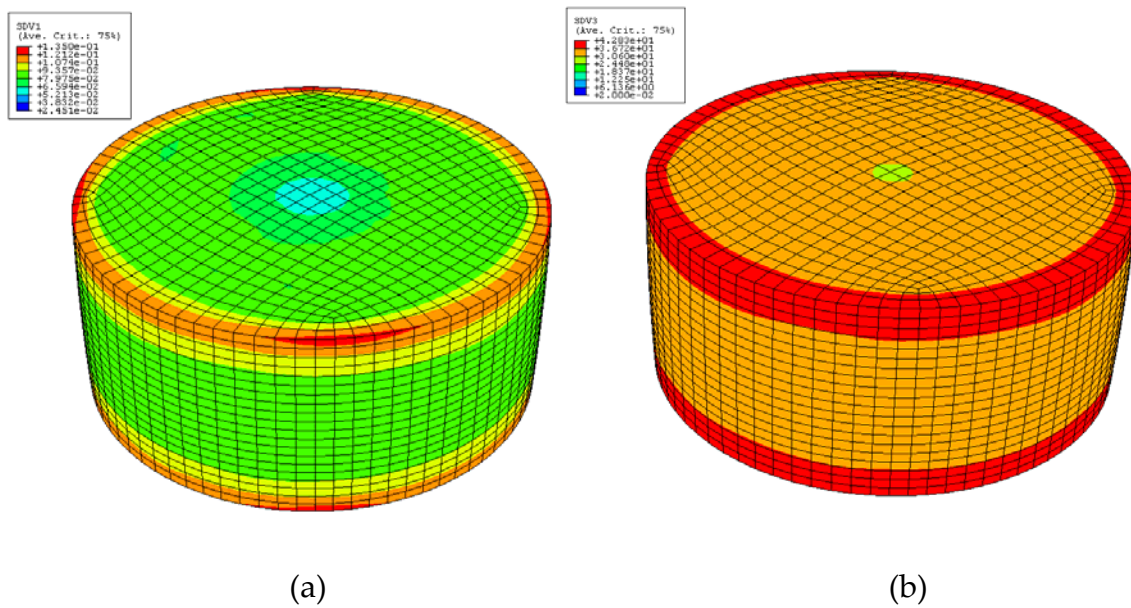 SDV1
(Ave. Crit.: 75%)
+1.350e-01
+1.212e-01
+1.074e-01
+9.357e-02
+7.975e-02
+6.594e-02
+5.213e-02
+3.832e-02
+2.451e-02
SDV3
(Ave. Crit.: 75%)
+4.283e+01
+3.672e+01
+3.060e+01
+2.448e+01
+1.837e+01
+1.225e+01
+6.136e+00
+2.000e-02
(a)
(b)